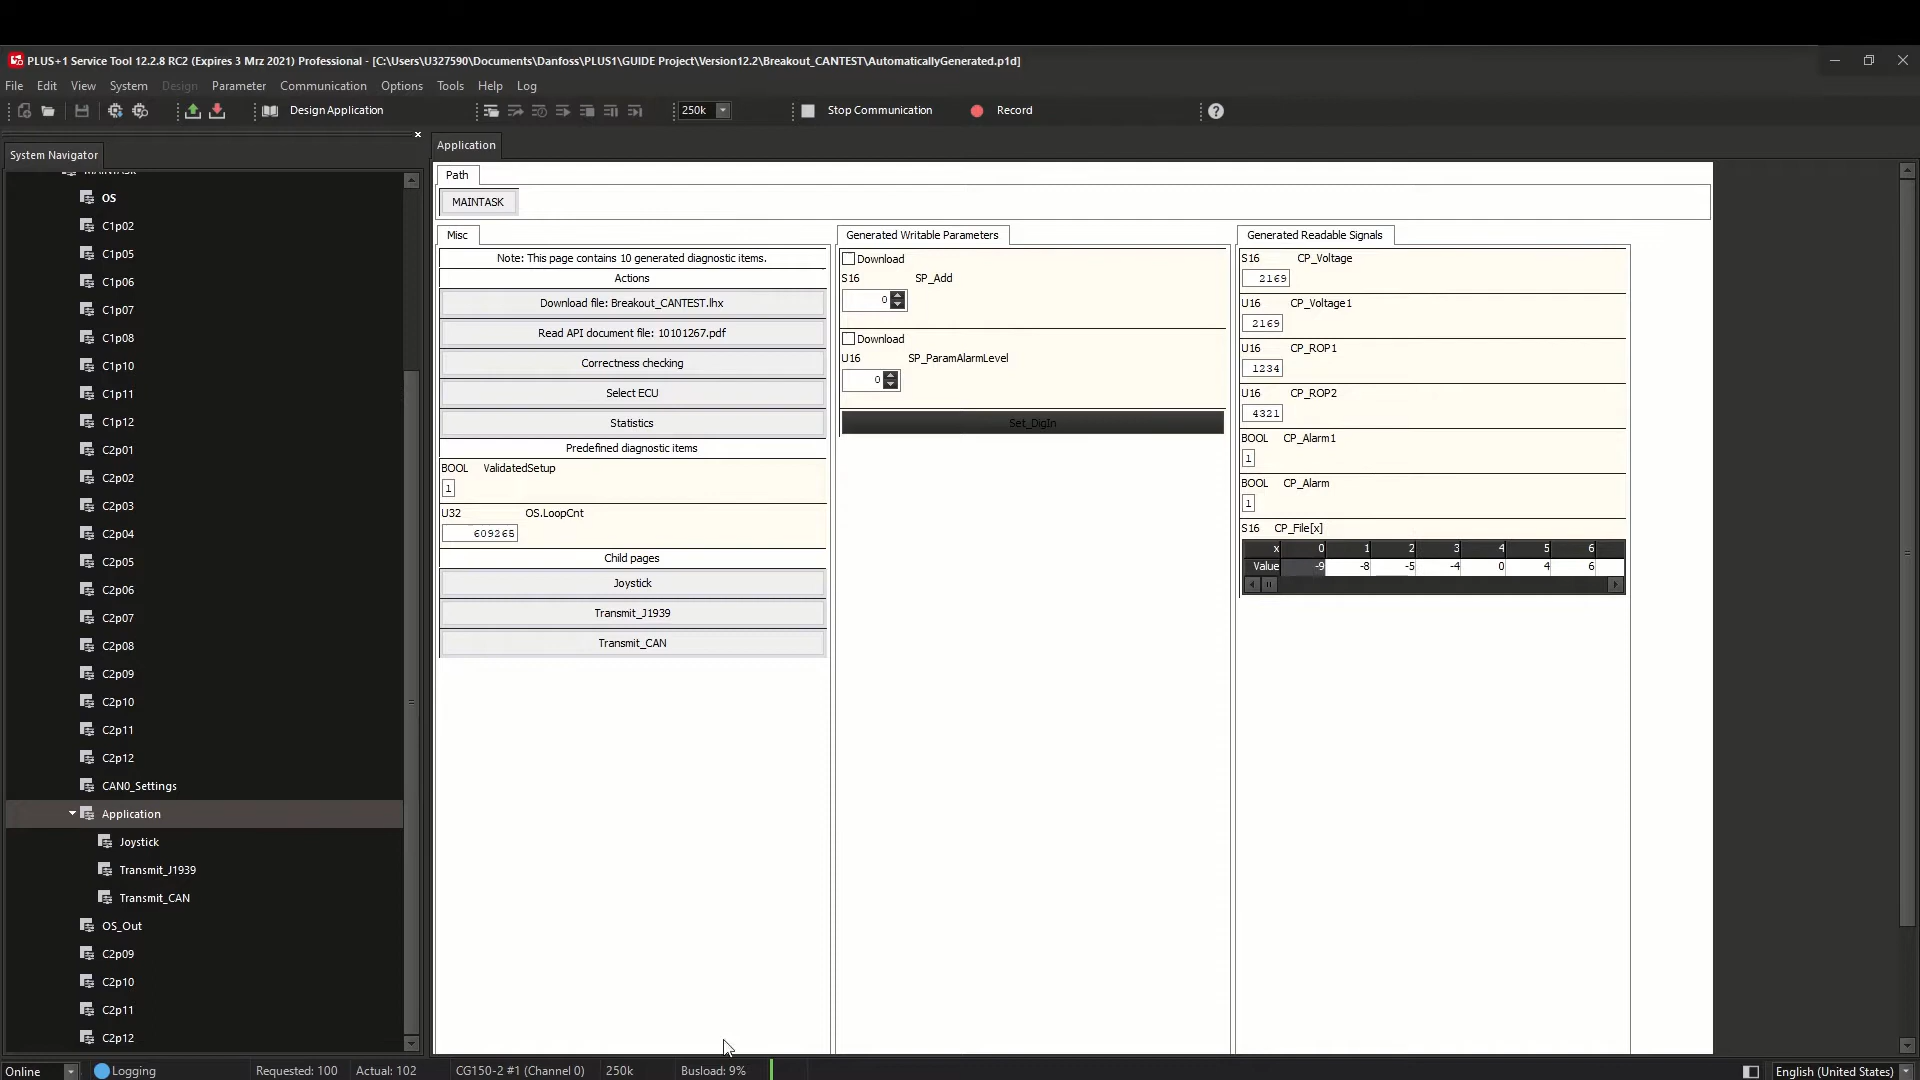 PLUS+1 Service Tool 12.2.8 RC2 (Expires 3 Mrz 2021) Professional - [C:\Users\U327590\Documents\Danfoss\PLUS1\GUIDE Project\Version12.2\Breakout_CANTEST\AutomaticallyGenerated.p1d]
File Edit View System Design Parameter Communication Options Tools Help Log
Design Application 250k Stop Communication Record
System Navigator
MAINTASK
OS
C1p02
C1p05
C1p06
C1p07
C1p08
C1p10
C1p11
C1p12
C2p01
C2p02
C2p03
C2p04
C2p05
C2p06
C2p07
C2p08
C2p09
C2p10
C2p11
C2p12
CAN0_Settings
Application
Joystick
Transmit_J1939
Transmit_CAN
OS_Out
C2p09
C2p10
C2p11
C2p12
Application
Path
MAINTASK
Misc
Note: This page contains 10 generated diagnostic items.
Actions
Download file: Breakout_CANTEST.lhx
Read API document file: 10101267.pdf
Correctness checking
Select ECU
Statistics
Predefined diagnostic items
BOOL ValidatedSetup
1
U32 OS.LoopCnt
609265
Child pages
Joystick
Transmit_J1939
Transmit_CAN
Generated Writable Parameters
Download
S16 SP_Add
0
Download
U16 SP_ParamAlarmLevel
0
Set_DigIn
Generated Readable Signals
S16 CP_Voltage
2169
U16 CP_Voltage1
2169
U16 CP_ROP1
1234
U16 CP_ROP2
4321
BOOL CP_Alarm1
1
BOOL CP_Alarm
1
S16 CP_File[x]
x 0 1 2 3 4 5 6
Value -9 -8 -5 -4 0 4 6
Online Logging Requested: 100 Actual: 102 CG150-2 #1 (Channel 0) 250k Busload: 9% English (United States)